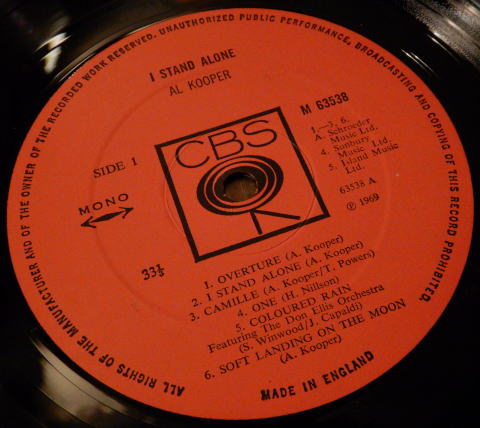 ALL RIGHTS OF THE MANUFACTURER AND OF THE OWNER OF THE RECORDED WORK RESERVED. UNAUTHORIZED PUBLIC PERFORMANCE, BROADCASTING AND COPYING OF THIS RECORD PROHIBITED.
I STAND ALONE
AL KOOPER
CBS
SIDE 1
MONO
33⅓
M 63538
1.—3, 6.
A. Schroeder
Music Ltd.
4. Sunbury
Music Ltd.
5. Island Music
Ltd.
63538 A
℗ 1969
1. OVERTURE (A. Kooper)
2. I STAND ALONE (A. Kooper)
3. CAMILLE (A. Kooper/T. Powers)
4. ONE (H. Nillson)
5. COLOURED RAIN
Featuring The Don Ellis Orchestra
(S. Winwood/J. Capaldi)
6. SOFT LANDING ON THE MOON
(A. Kooper)
MADE IN ENGLAND